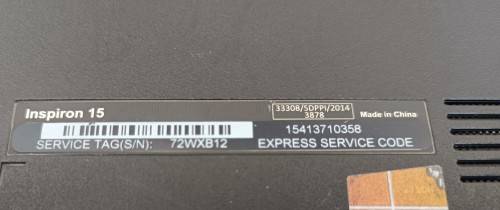 Inspiron 15
33308/SDPPI/2014
3878
Made in China
15413710358
SERVICE TAG(S/N): 72WXB12 EXPRESS SERVICE CODE